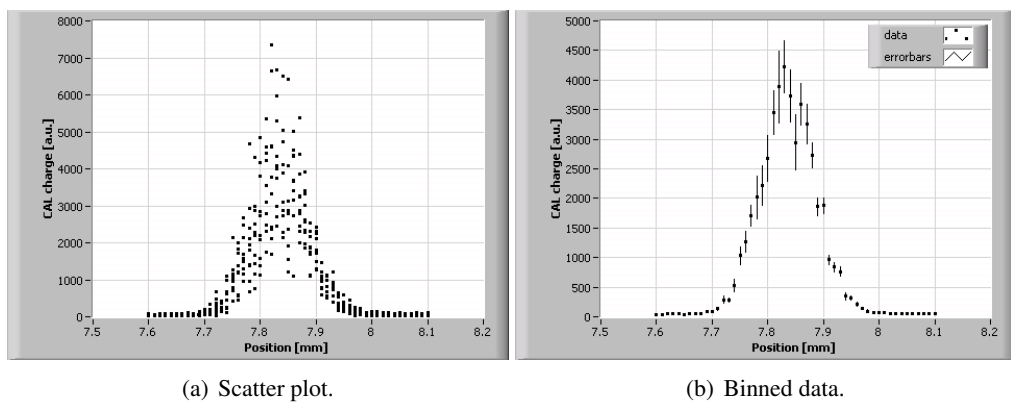 8000
7000
6000
5000
4000
3000
2000
1000
0
CAL charge [a.u.]
7.5 7.6 7.7 7.8 7.9 8 8.1 8.2
Position [mm]
(a) Scatter plot.
5000
4500
4000
3500
3000
2500
2000
1500
1000
500
0
CAL charge [a.u.]
data
errorbars
7.5 7.6 7.7 7.8 7.9 8 8.1 8.2
Position [mm]
(b) Binned data.